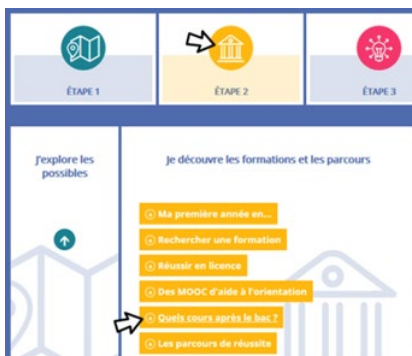 ÉTAPE 1
ÉTAPE 2
ÉTAPE 3
J'explore les
possibles
Je découvre les formations et les parcours
Ma première année en...
Rechercher une formation
Réussir en licence
Des MOOC d'aide à l'orientation
Quels cours après le bac ?
Les parcours de réussite